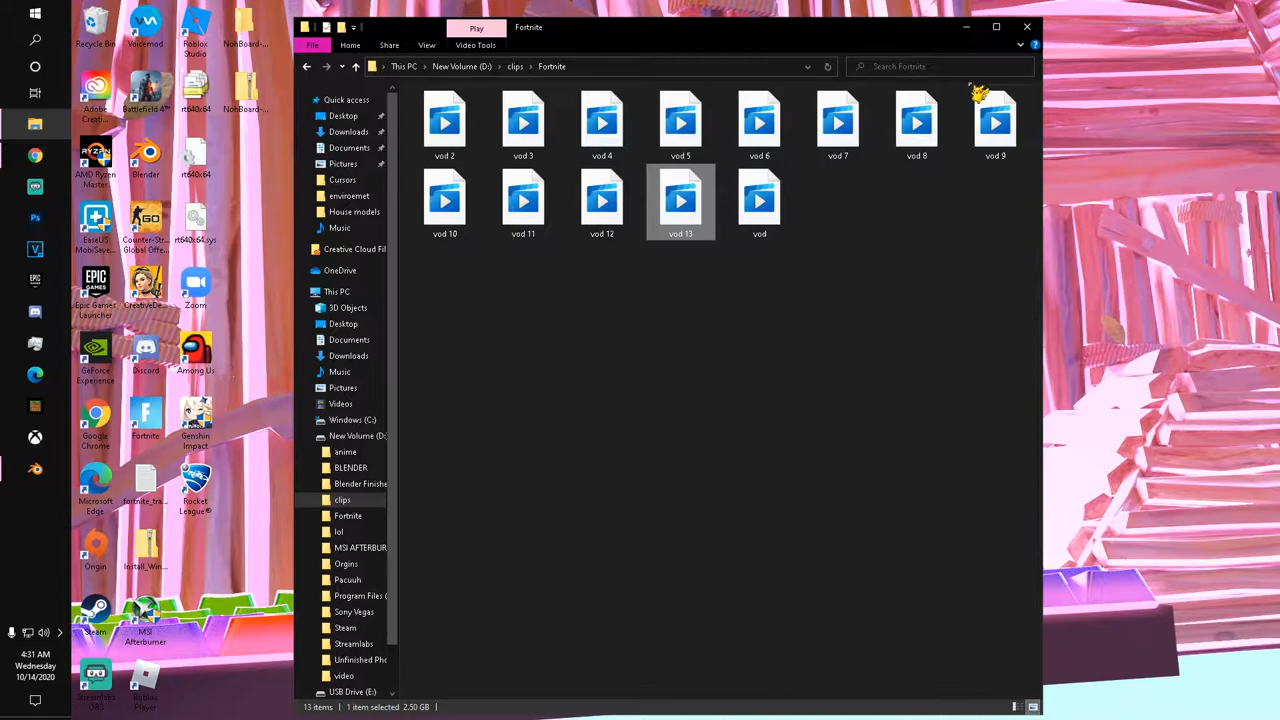 Recycle Bin
Voicemod
Roblox Studio
NohBoard-...
Adobe Creati...
Battlefield 4™
rt640x64
NohBoard-...
AMD Ryzen Master
Blender
rt640x64
EaseUS MobiSave...
Counter-Str... Global Offe...
rt640x64.sys
Epic Games Launcher
CreativeDe...
Zoom
GeForce Experience
Discord
Among Us
Google Chrome
Fortnite
Genshin Impact
Microsoft Edge
fortnite_tra...
Rocket League®
Origin
Install_Win...
Steam
MSI Afterburner
Streamlabs OBS
Roblox Player
4:31 AM
Wednesday
10/14/2020
Play
Fortnite
File
Home
Share
View
Video Tools
This PC
New Volume (D:)
clips
Fortnite
Search Fortnite
Quick access
Desktop
Downloads
Documents
Pictures
Cursors
enviroemet
House models
Music
Creative Cloud Fil
OneDrive
This PC
3D Objects
Desktop
Documents
Downloads
Music
Pictures
Videos
Windows (C:)
New Volume (D:
anime
BLENDER
Blender Finishe
clips
Fortnite
lol
MSI AFTERBUR
Orgins
Pacuuh
Program Files (
Sony Vegas
Steam
Streamlabs
Unfinished Pho
video
USB Drive (E:)
vod 2
vod 3
vod 4
vod 5
vod 6
vod 7
vod 8
vod 9
vod 10
vod 11
vod 12
vod 13
vod
13 items
1 item selected 2.50 GB